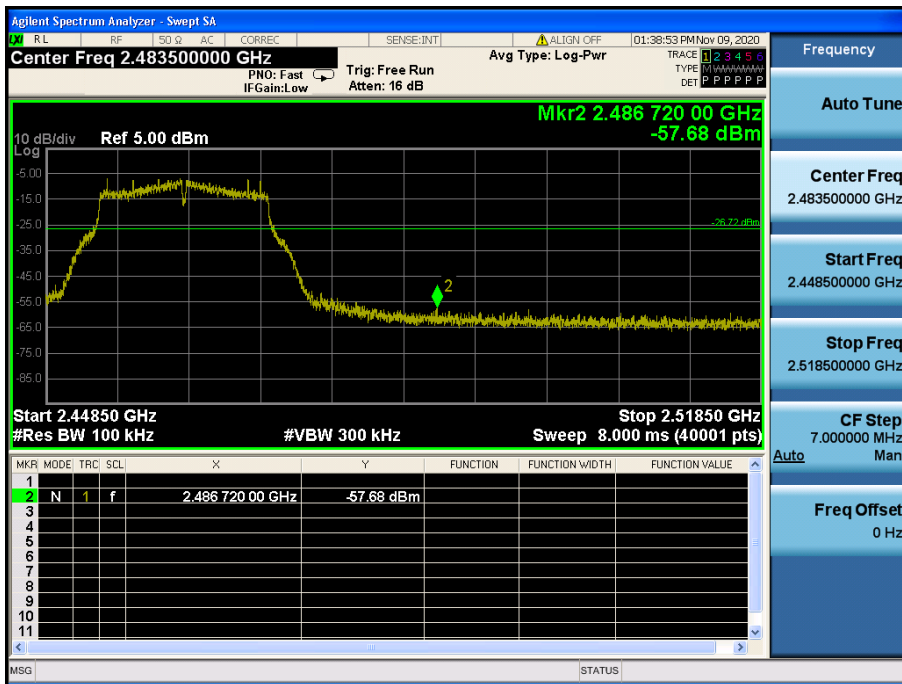 Agilent Spectrum Analyzer - Swept SA
LXI RL RF 50 Ω AC CORREC SENSE:INT ALIGN OFF 01:38:53 PM Nov 09, 2020
Center Freq 2.483500000 GHz
PNO: Fast
IFGain:Low
Trig: Free Run
Atten: 16 dB
Avg Type: Log-Pwr
TRACE 1 2 3 4 5 6
TYPE MWWWWW
DET P P P P P P
Mkr2 2.486 720 00 GHz
-57.68 dBm
10 dB/div Ref 5.00 dBm
Log
-5.00
-15.0
-25.0
-26.72 dBm
-35.0
-45.0
2
-55.0
-65.0
-75.0
-85.0
Start 2.44850 GHz Stop 2.51850 GHz
#Res BW 100 kHz #VBW 300 kHz Sweep 8.000 ms (40001 pts)
MKR MODE TRC SCL X Y FUNCTION FUNCTION WIDTH FUNCTION VALUE
1
2 N 1 f 2.486 720 00 GHz -57.68 dBm
3
4
5
6
7
8
9
10
11
MSG STATUS
Frequency
Auto Tune
Center Freq
2.483500000 GHz
Start Freq
2.448500000 GHz
Stop Freq
2.518500000 GHz
CF Step
7.000000 MHz
Auto Man
Freq Offset
0 Hz